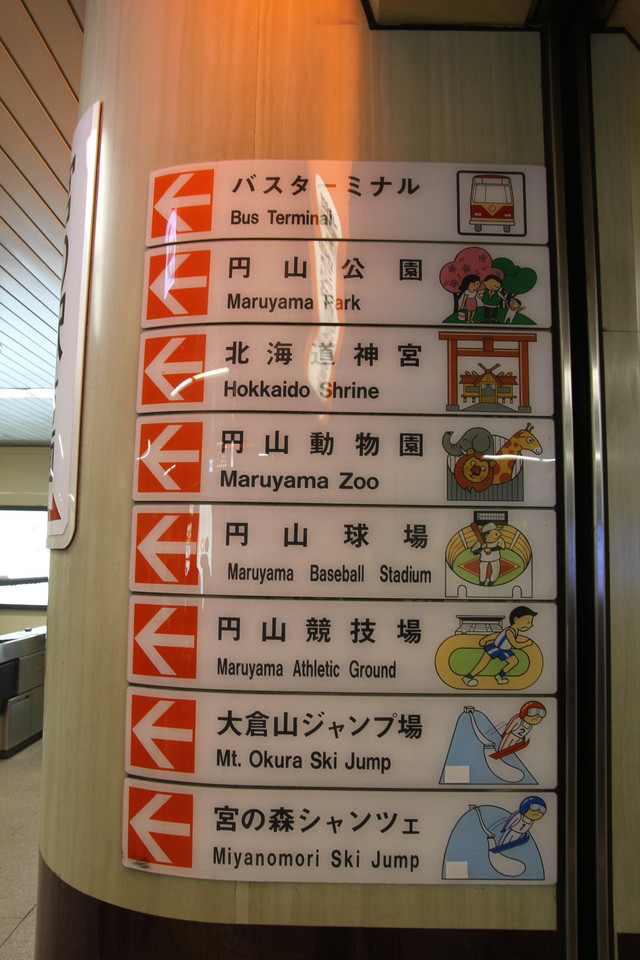 バスターミナル
Bus Terminal
円山公園
Maruyama Park
北海道神宮
Hokkaido Shrine
円山動物園
Maruyama Zoo
円山球場
Maruyama Baseball Stadium
円山競技場
Maruyama Athletic Ground
大倉山ジャンプ場
Mt. Okura Ski Jump
2
宮の森シャンツェ
Miyanomori Ski Jump
1